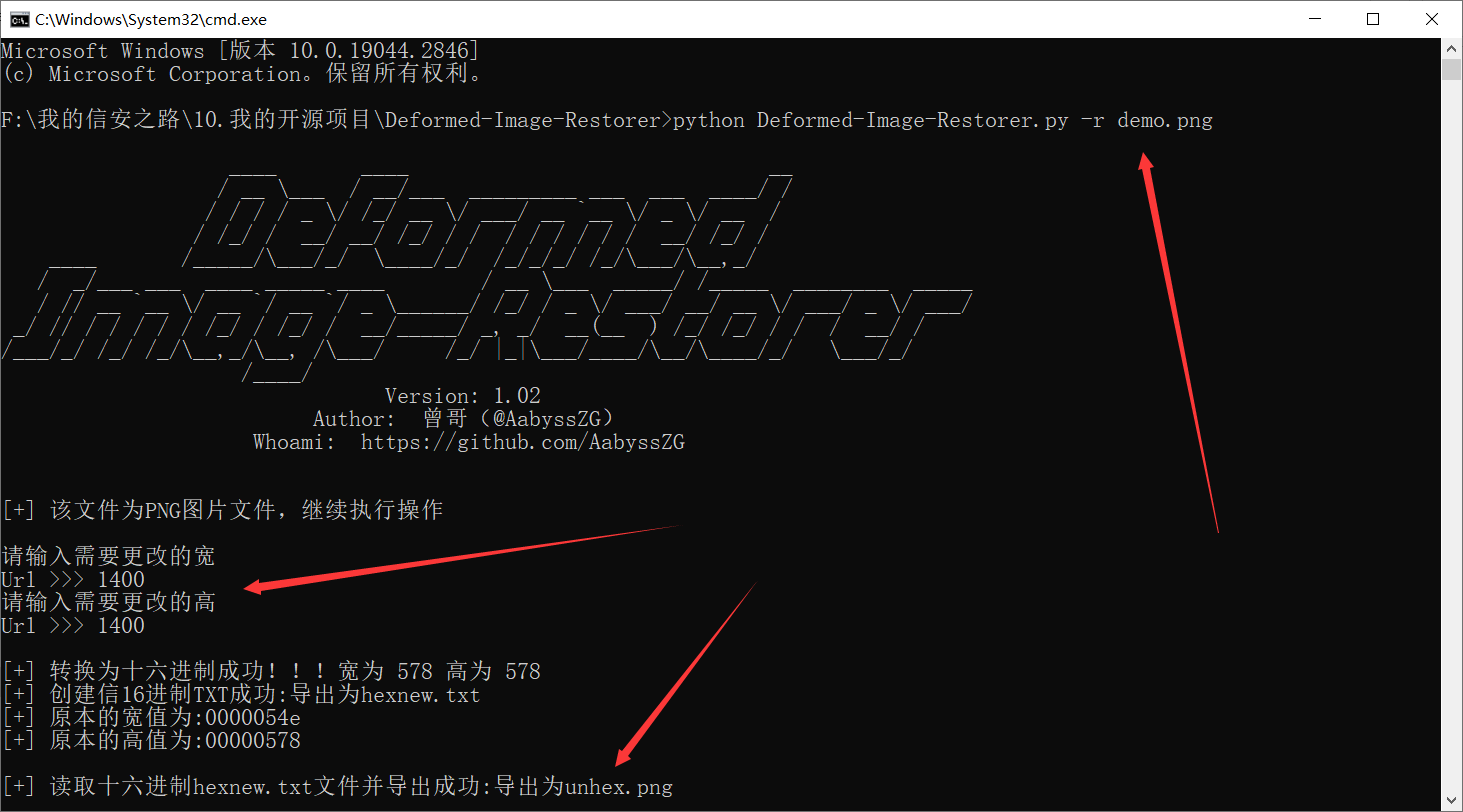 C:\Windows\System32\cmd.exe
Microsoft Windows [版本 10.0.19044.2846]
(c) Microsoft Corporation。保留所有权利。
F:\我的信安之路\10.我的开源项目\Deformed-Image-Restorer>python Deformed-Image-Restorer.py -r demo.png
Deformed
Image-Restorer
Version: 1.02
Author:  曾哥（@AabyssZG）
Whoami:  https://github.com/AabyssZG
[+] 该文件为PNG图片文件，继续执行操作
请输入需要更改的宽
Url >>> 1400
请输入需要更改的高
Url >>> 1400
[+] 转换为十六进制成功！！！宽为 578 高为 578
[+] 创建信16进制TXT成功:导出为hexnew.txt
[+] 原本的宽值为:0000054e
[+] 原本的高值为:00000578
[+] 读取十六进制hexnew.txt文件并导出成功:导出为unhex.png